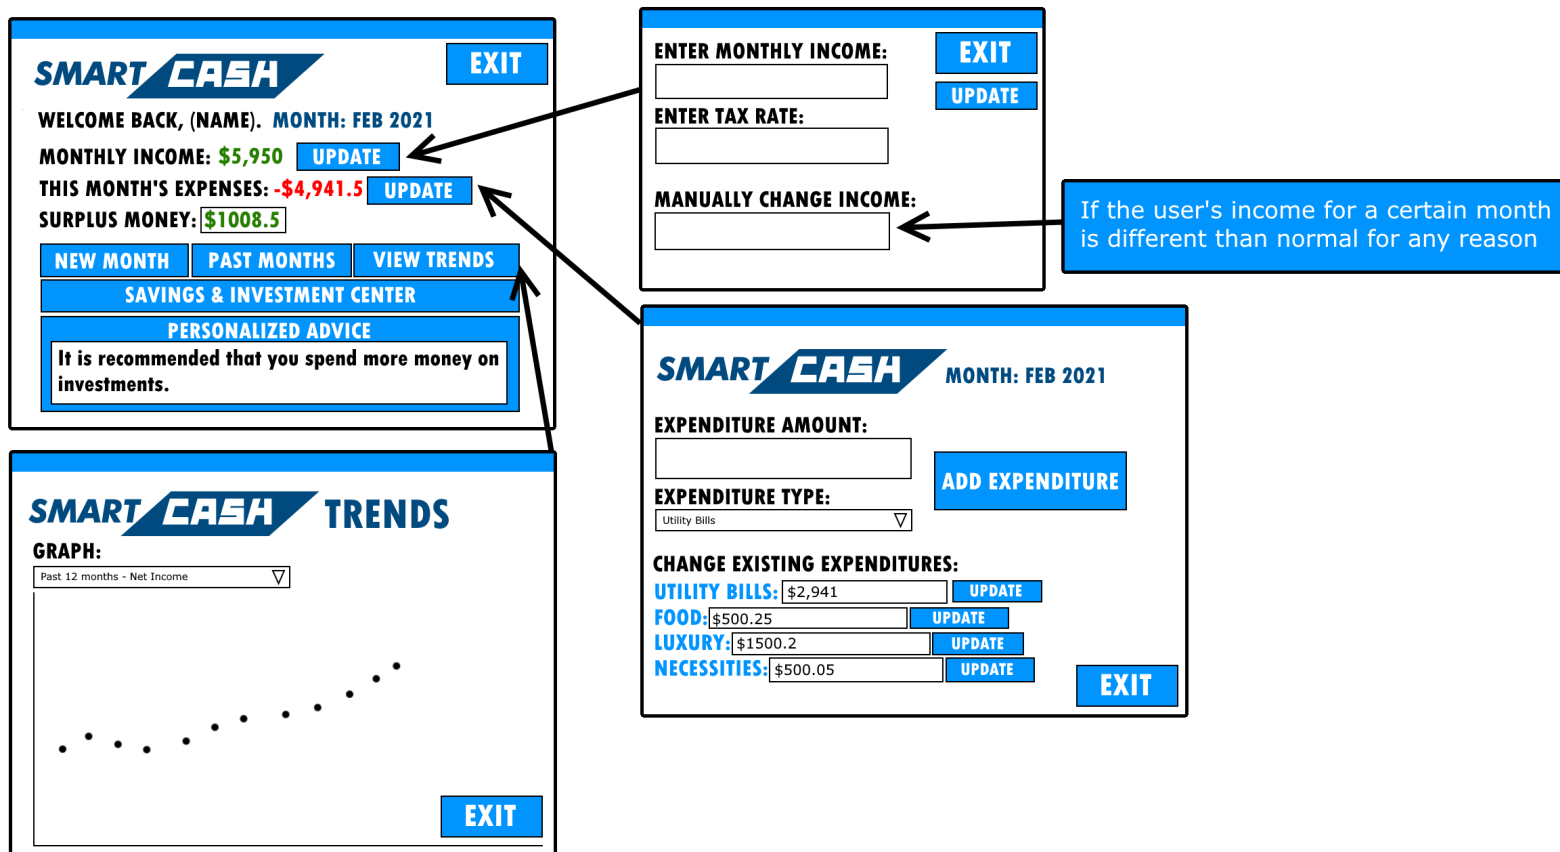 SMART CASH
EXIT
WELCOME BACK, (NAME). MONTH: FEB 2021
MONTHLY INCOME: $5,950 UPDATE
THIS MONTH'S EXPENSES: -$4,941.5 UPDATE
SURPLUS MONEY: $1008.5
NEW MONTH PAST MONTHS VIEW TRENDS
SAVINGS & INVESTMENT CENTER
PERSONALIZED ADVICE
It is recommended that you spend more money on
investments.
ENTER MONTHLY INCOME:
EXIT
UPDATE
ENTER TAX RATE:
MANUALLY CHANGE INCOME:
If the user's income for a certain month
is different than normal for any reason
SMART CASH MONTH: FEB 2021
EXPENDITURE AMOUNT:
ADD EXPENDITURE
EXPENDITURE TYPE:
Utility Bills
CHANGE EXISTING EXPENDITURES:
UTILITY BILLS: $2,941 UPDATE
FOOD: $500.25 UPDATE
LUXURY: $1500.2 UPDATE
NECESSITIES: $500.05 UPDATE
EXIT
SMART CASH TRENDS
GRAPH:
Past 12 months - Net Income
EXIT